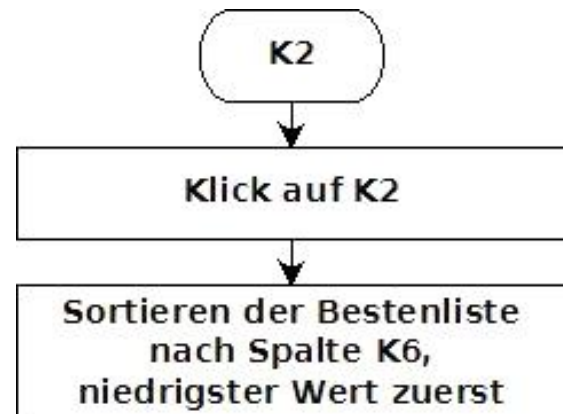 K2
Klick auf K2
Sortieren der Bestenliste
nach Spalte K6,
niedrigster Wert zuerst